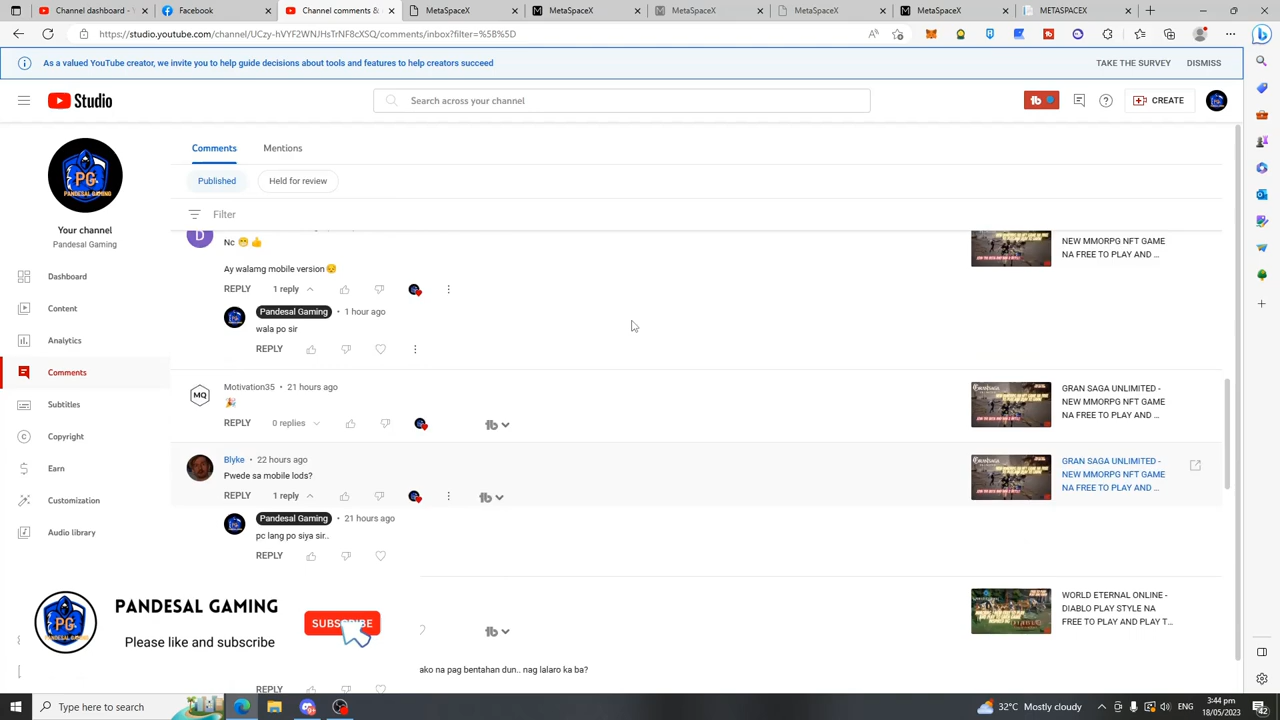 Channel dashboard -
Facebook
Channel comments &
MetaSpaceX
MetaSpaceX
MetaSpaceX
MetaSpaceX
METASPACEX
METASPACEX
https://studio.youtube.com/channel/UCzy-hVYF2WNJHsTrNF8cXSQ/comments/inbox?filter=%5B%5D
As a valued YouTube creator, we invite you to help guide decisions about tools and features to help creators succeed
TAKE THE SURVEY
DISMISS
Studio
Search across your channel
CREATE
Comments
Mentions
Published
Held for review
Filter
PG
PANDESAL GAMING
Your channel
Pandesal Gaming
Dashboard
Content
Analytics
Comments
Subtitles
Copyright
Earn
Customization
Audio library
D
Nc 😁👍
Ay walamg mobile version😔
REPLY 1 reply
Pandesal Gaming • 1 hour ago
wala po sir
REPLY
NEW MMORPG NFT GAME
NA FREE TO PLAY AND ...
MQ
Motivation35 • 21 hours ago
🎉
REPLY 0 replies
GRAN SAGA UNLIMITED -
NEW MMORPG NFT GAME
NA FREE TO PLAY AND ...
Blyke • 22 hours ago
Pwede sa mobile lods?
REPLY 1 reply
Pandesal Gaming • 21 hours ago
pc lang po siya sir..
REPLY
GRAN SAGA UNLIMITED -
NEW MMORPG NFT GAME
NA FREE TO PLAY AND ...
WORLD ETERNAL ONLINE -
DIABLO PLAY STYLE NA
FREE TO PLAY AND PLAY T...
ako na pag bentahan dun.. nag lalaro ka ba?
REPLY
PG
PANDESAL GAMING
Please like and subscribe
SUBSCRIBE
Type here to search
32°C Mostly cloudy
ENG
3:44 pm
18/05/2023
42